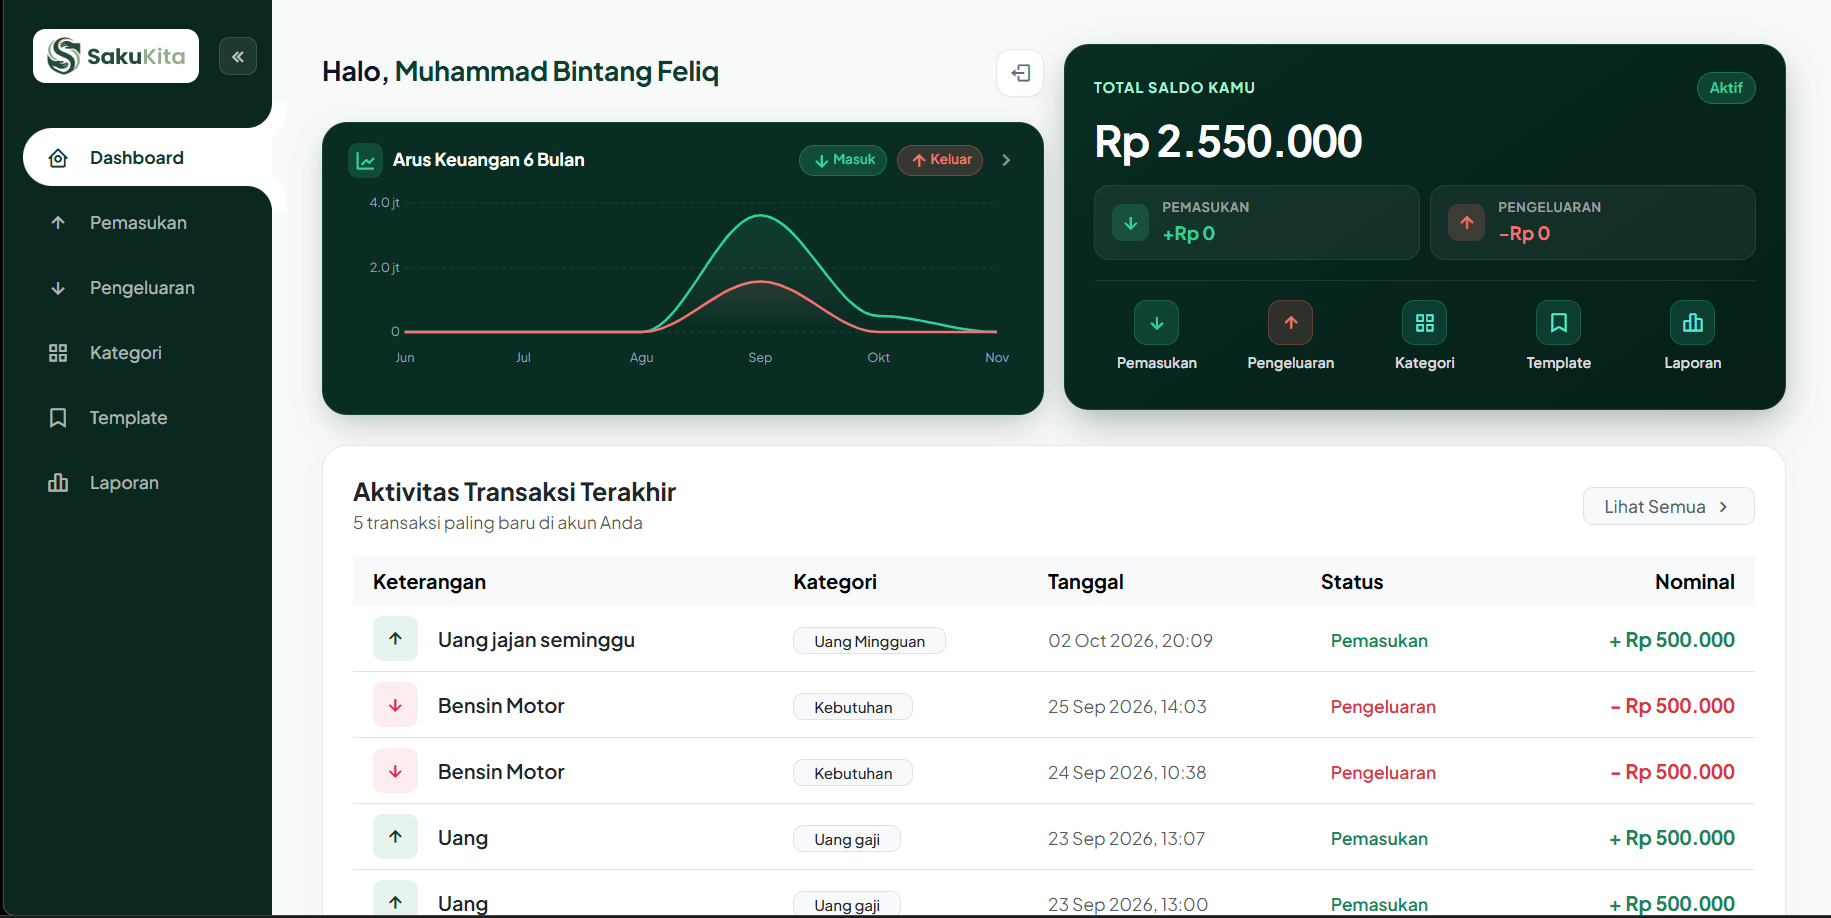 SakuKita
Dashboard
Pemasukan
Pengeluaran
Kategori
Template
Laporan
Halo, Muhammad Bintang Feliq
Arus Keuangan 6 Bulan
Masuk
Keluar
4.0 jt
2.0 jt
0
Jun Jul Agu Sep Okt Nov
TOTAL SALDO KAMU
Aktif
Rp 2.550.000
PEMASUKAN
+Rp 0
PENGELUARAN
-Rp 0
Pemasukan Pengeluaran Kategori Template Laporan
Aktivitas Transaksi Terakhir
5 transaksi paling baru di akun Anda
Lihat Semua
Keterangan Kategori Tanggal Status Nominal
Uang jajan seminggu Uang Mingguan 02 Oct 2026, 20:09 Pemasukan + Rp 500.000
Bensin Motor Kebutuhan 25 Sep 2026, 14:03 Pengeluaran - Rp 500.000
Bensin Motor Kebutuhan 24 Sep 2026, 10:38 Pengeluaran - Rp 500.000
Uang Uang gaji 23 Sep 2026, 13:07 Pemasukan + Rp 500.000
Uang Uang gaji 23 Sep 2026, 13:00 Pemasukan + Rp 500.000